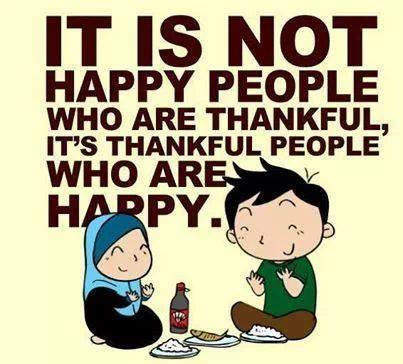 IT IS NOT
HAPPY PEOPLE
WHO ARE THANKFUL,
IT'S THANKFUL PEOPLE
WHO ARE
HAPPY.